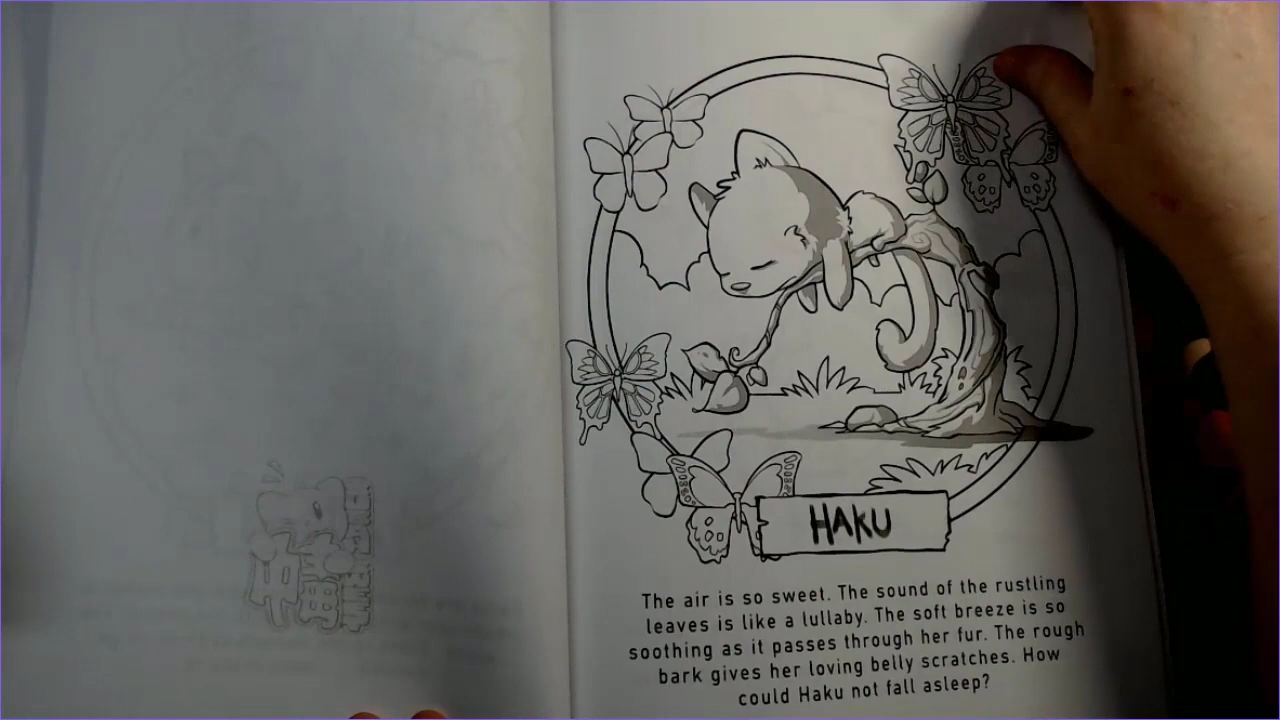 HAKU
The air is so sweet. The sound of the rustling
leaves is like a lullaby. The soft breeze is so
soothing as it passes through her fur. The rough
bark gives her loving belly scratches. How
could Haku not fall asleep?